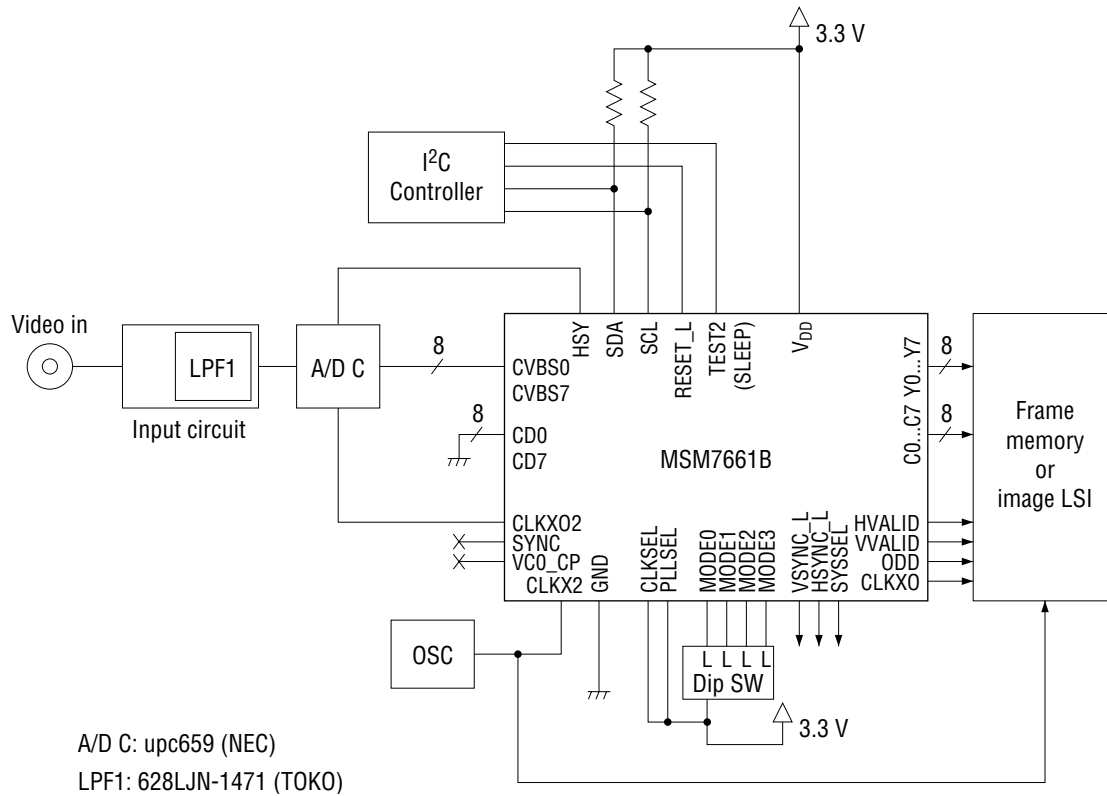 3.3 V
I²C
Controller
Video in
LPF1
Input circuit
A/D C
8
8
HSY
SDA
SCL
RESET_L
TEST2
(SLEEP)
VDD
CVBS0
CVBS7
CD0
CD7
MSM7661B
Y0...Y7
C0...C7
8
8
Frame
memory
or
image LSI
CLKXO2
SYNC
VC0_CP
CLKX2
GND
CLKSEL
PLLSEL
MODE0
MODE1
MODE2
MODE3
VSYNC_L
HSYNC_L
SYSSEL
HVALID
VVALID
ODD
CLKXO
OSC
L L L L
Dip SW
3.3 V
A/D C: upc659 (NEC)
LPF1: 628LJN-1471 (TOKO)